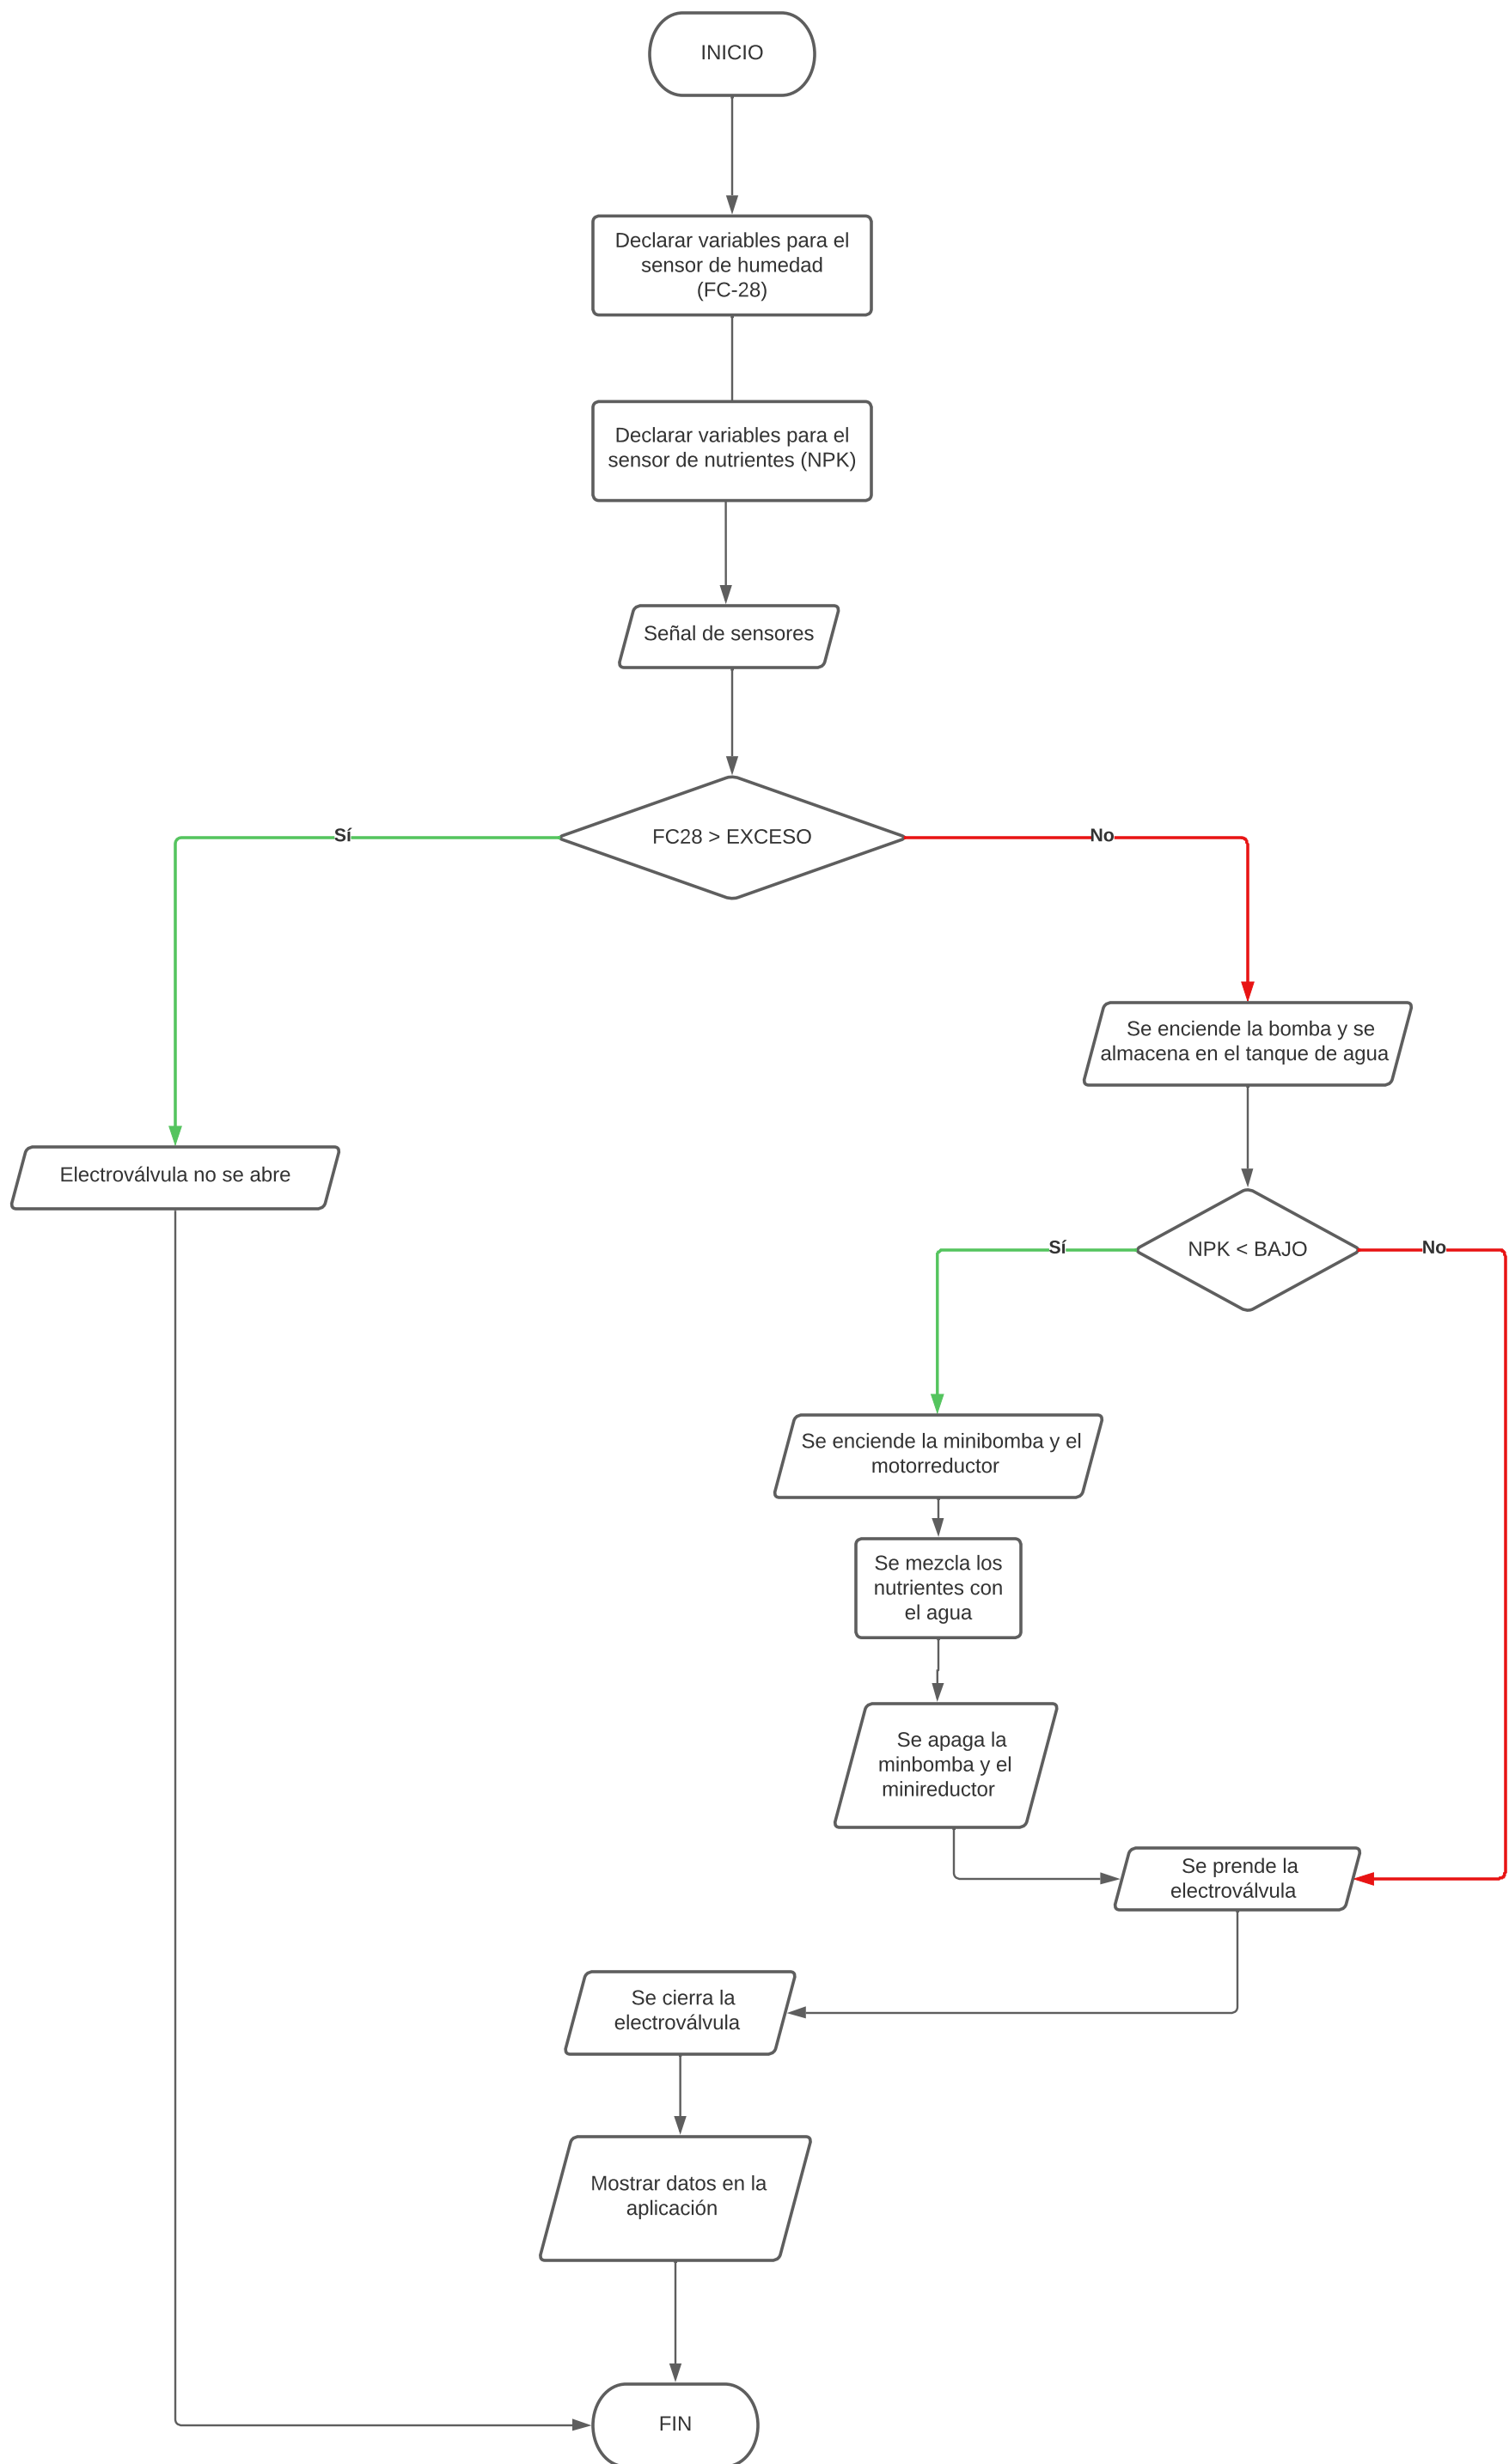 INICIO
Declarar variables para el
sensor de humedad
(FC-28)
Declarar variables para el
sensor de nutrientes (NPK)
Señal de sensores
FC28 > EXCESO
Sí
No
Se enciende la bomba y se
almacena en el tanque de agua
Electroválvula no se abre
NPK < BAJO
Sí
No
Se enciende la minibomba y el
motorreductor
Se mezcla los
nutrientes con
el agua
Se apaga la
minbomba y el
minireductor
Se prende la
electroválvula
Se cierra la
electroválvula
Mostrar datos en la
aplicación
FIN